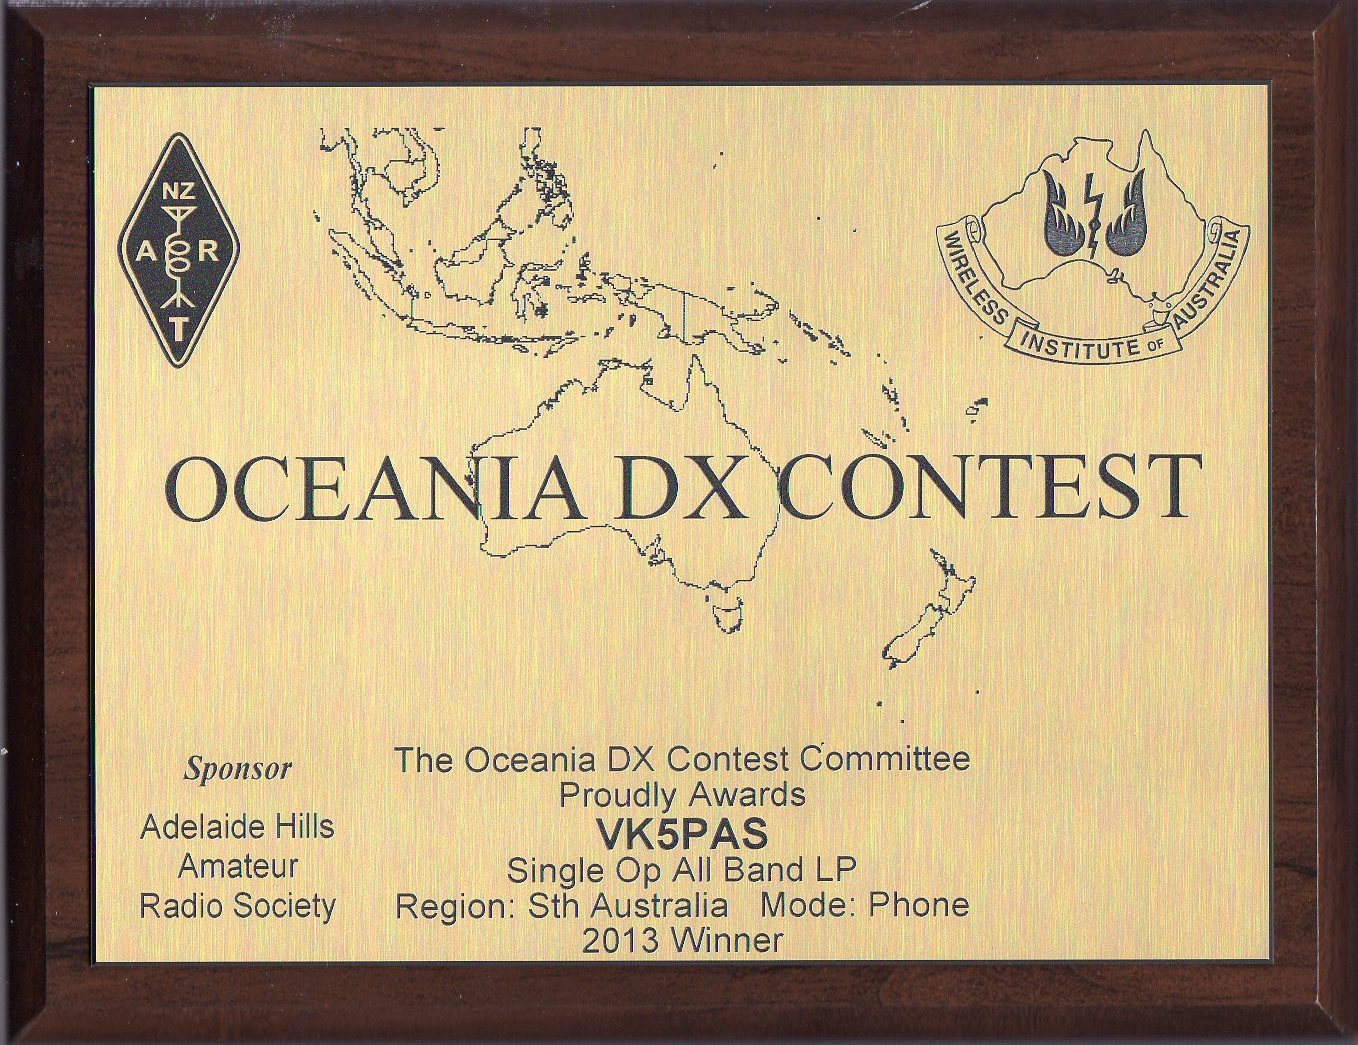 NZ
A R
T
WIRELESS INSTITUTE OF AUSTRALIA
OCEANIA DX CONTEST
Sponsor
Adelaide Hills
Amateur
Radio Society
The Oceania DX Contest Committee
Proudly Awards
VK5PAS
Single Op All Band LP
Region: Sth Australia Mode: Phone
2013 Winner